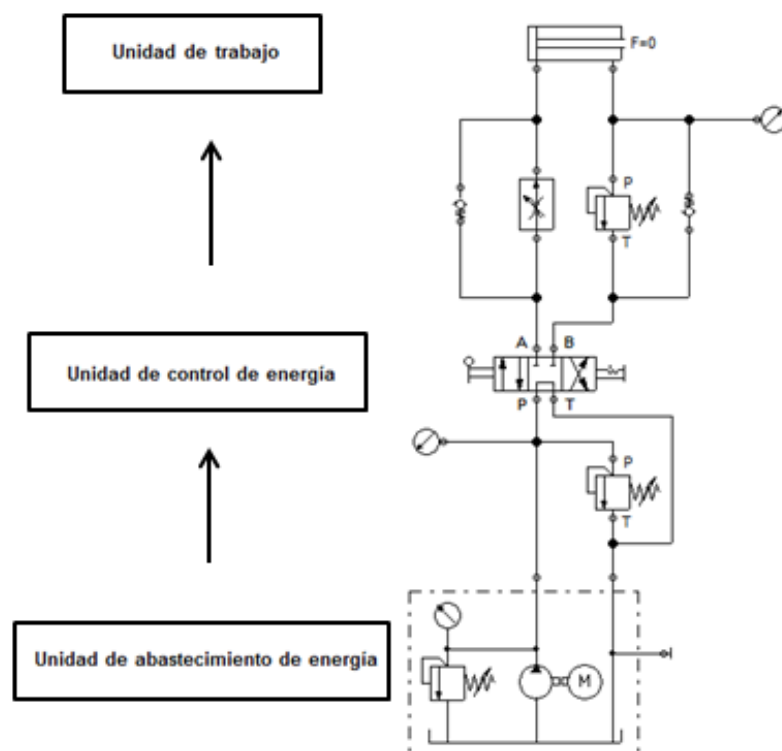 Unidad de trabajo
F=0
P
T
Unidad de control de energía
A B
P T
P
T
Unidad de abastecimiento de energía
M